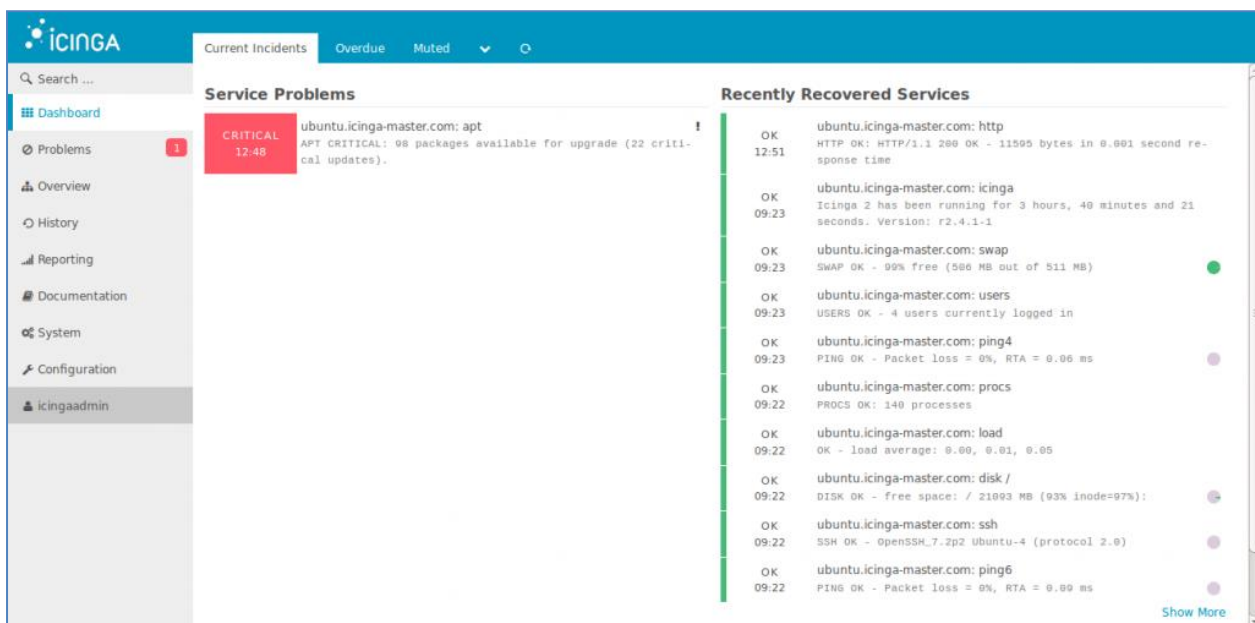 icinga
Current Incidents Overdue Muted
Search ...
Dashboard
Problems 1
Overview
History
Reporting
Documentation
System
Configuration
icingaadmin
Service Problems
CRITICAL
12:48
ubuntu.icinga-master.com: apt !
APT CRITICAL: 98 packages available for upgrade (22 criti-
cal updates).
Recently Recovered Services
OK
12:51
ubuntu.icinga-master.com: http
HTTP OK: HTTP/1.1 200 OK - 11595 bytes in 0.001 second re-
sponse time
OK
09:23
ubuntu.icinga-master.com: icinga
Icinga 2 has been running for 3 hours, 40 minutes and 21
seconds. Version: r2.4.1-1
OK
09:23
ubuntu.icinga-master.com: swap
SWAP OK - 99% free (506 MB out of 511 MB)
OK
09:23
ubuntu.icinga-master.com: users
USERS OK - 4 users currently logged in
OK
09:23
ubuntu.icinga-master.com: ping4
PING OK - Packet loss = 0%, RTA = 0.06 ms
OK
09:22
ubuntu.icinga-master.com: procs
PROCS OK: 140 processes
OK
09:22
ubuntu.icinga-master.com: load
OK - load average: 0.00, 0.01, 0.05
OK
09:22
ubuntu.icinga-master.com: disk /
DISK OK - free space: / 21093 MB (93% inode=97%):
OK
09:22
ubuntu.icinga-master.com: ssh
SSH OK - OpenSSH_7.2p2 Ubuntu-4 (protocol 2.0)
OK
09:22
ubuntu.icinga-master.com: ping6
PING OK - Packet loss = 0%, RTA = 0.09 ms
Show More